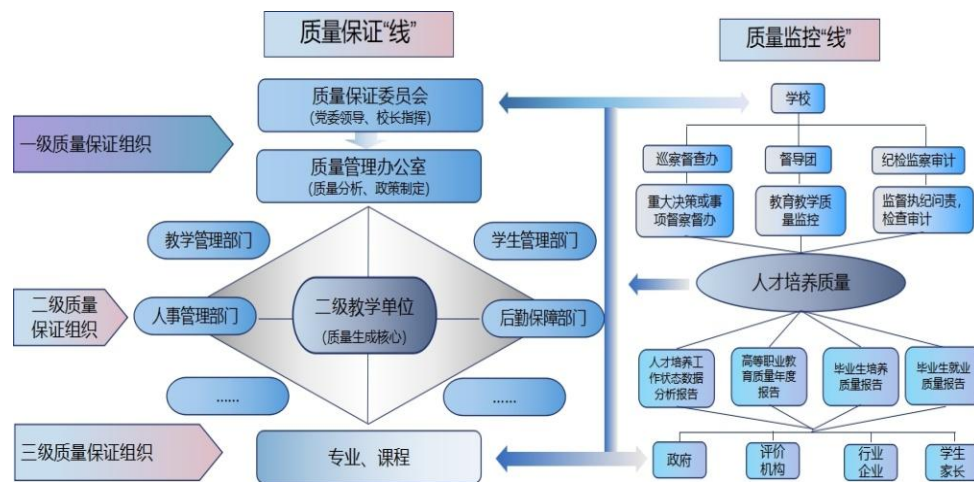 质量保证“线”
质量监控“线”
质量保证委员会
(党委领导、校长指挥)
学校
一级质量保证组织
质量管理办公室
(质量分析、政策制定)
巡察督查办
督导团
纪检监察审计
重大决策或事
项督察督办
教育教学质
量监控
监督执纪问责,
检查审计
教学管理部门
学生管理部门
人才培养质量
二级质量
保证组织
人事管理部门
二级教学单位
(质量生成核心)
后勤保障部门
人才培养工
作状态数据
分析报告
高等职业教
育质量年度
报告
毕业生培养
质量报告
毕业生就业
质量报告
......
......
三级质量保证组织
专业、课程
政府
评价
机构
行业
企业
学生
家长